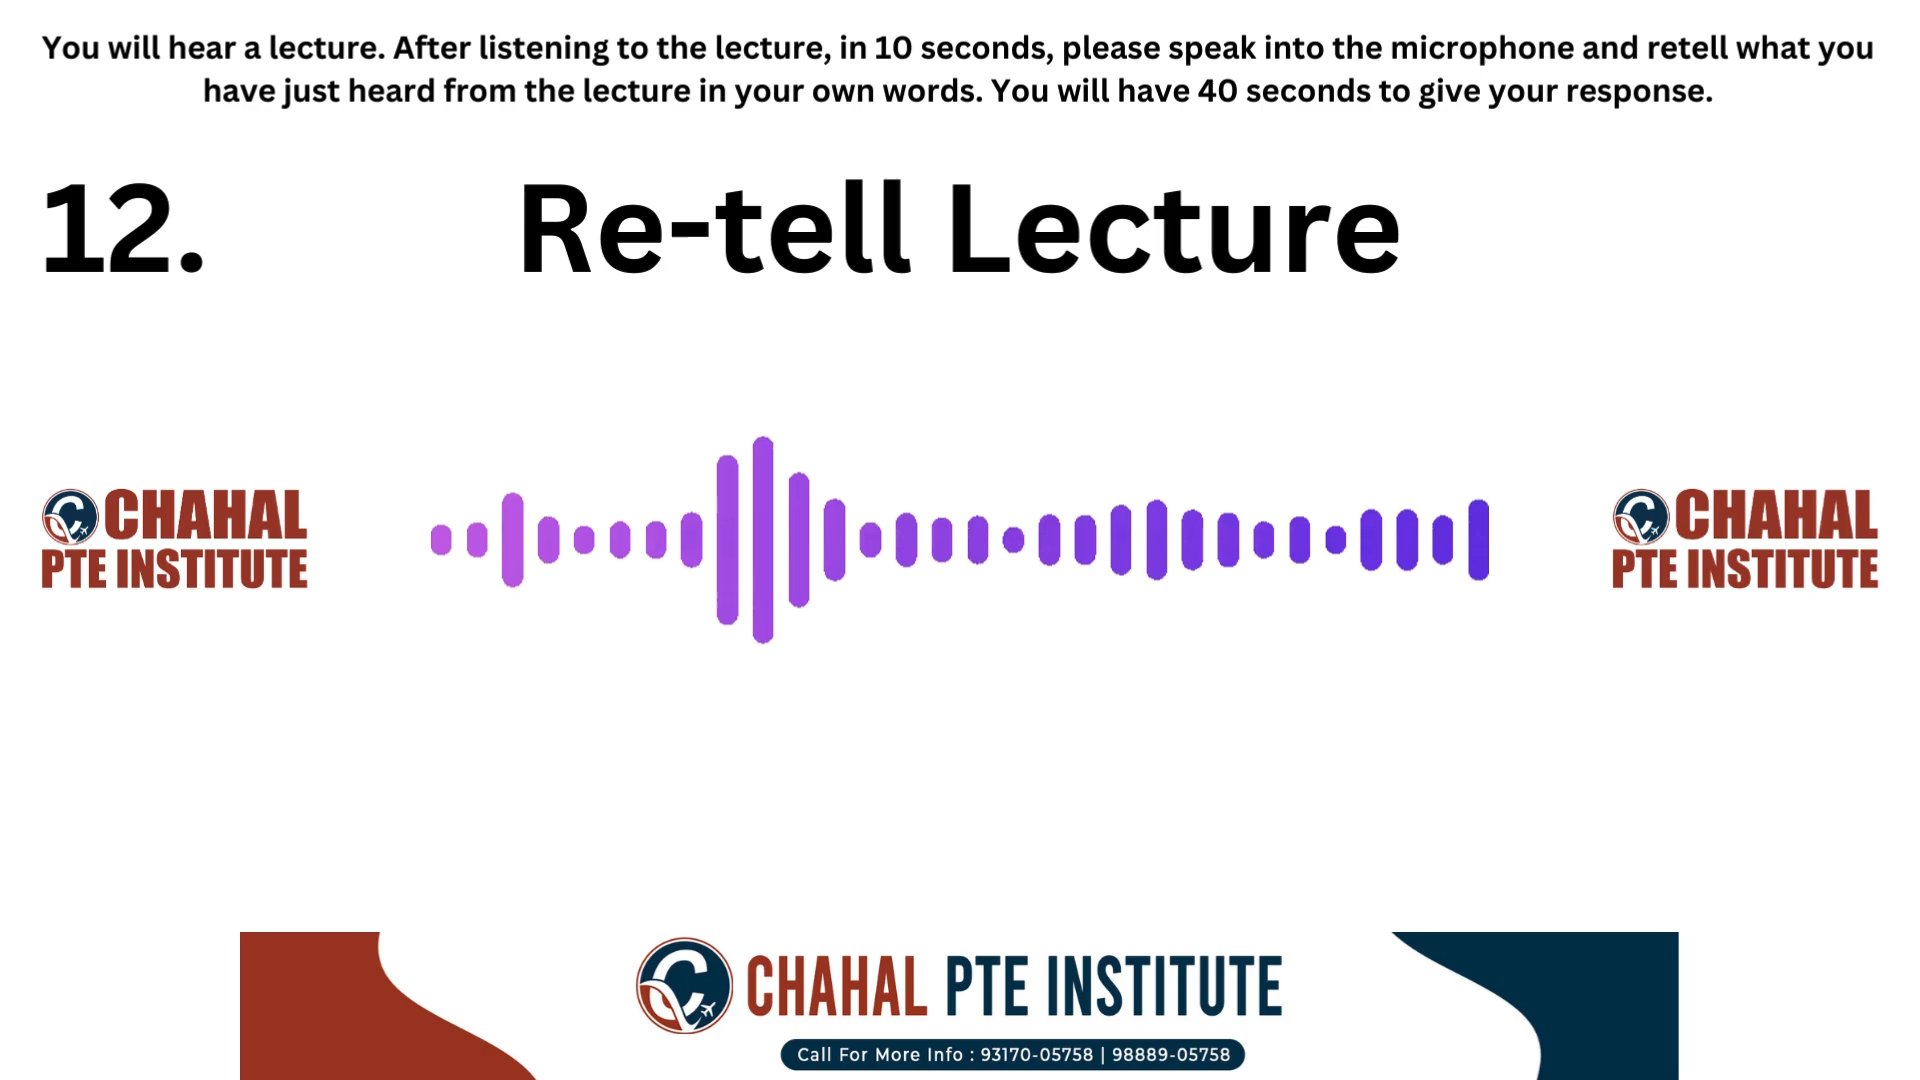 You will hear a lecture. After listening to the lecture, in 10 seconds, please speak into the microphone and retell what you
have just heard from the lecture in your own words. You will have 40 seconds to give your response.
12. Re-tell Lecture
CHAHAL
PTE INSTITUTE
CHAHAL
PTE INSTITUTE
CHAHAL PTE INSTITUTE
Call For More Info : 93170-05758 | 98889-05758